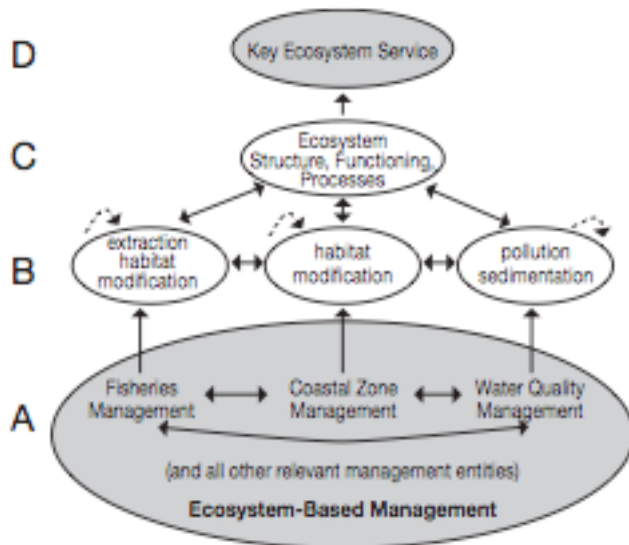 D
Key Ecosystem Service
C
Ecosystem
Structure, Functioning,
Processes
B
extraction
habitat
modification
habitat
modification
pollution
sedimentation
A
Fisheries
Management
Coastal Zone
Management
Water Quality
Management
(and all other relevant management entities)
Ecosystem-Based Management